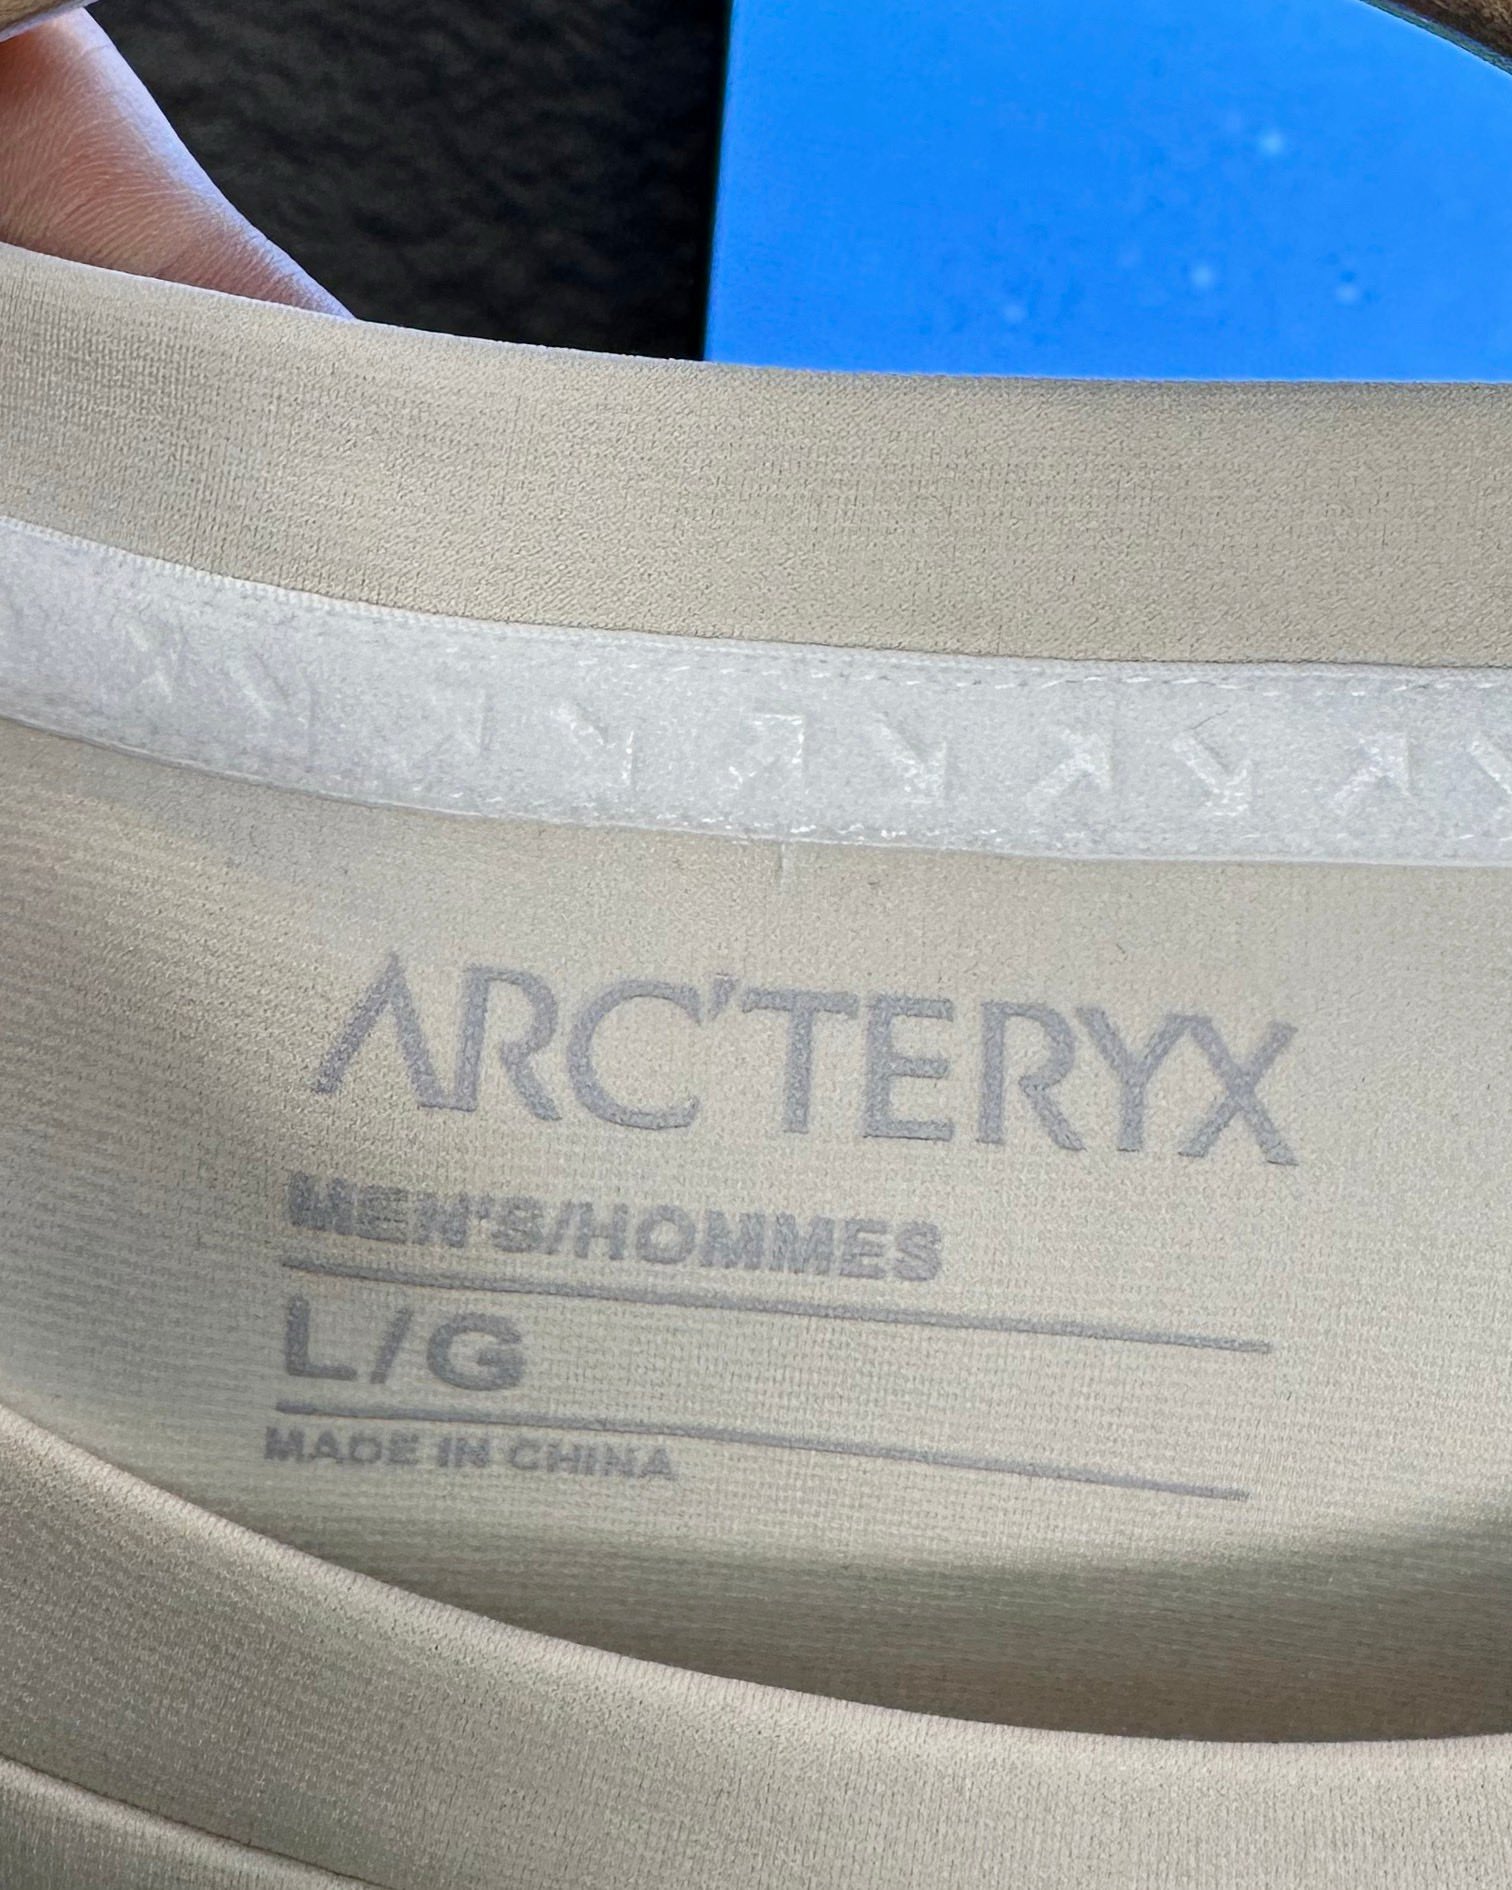 ARC'TERYX
MEN'S/HOMMES
L/G
MADE IN CHINA